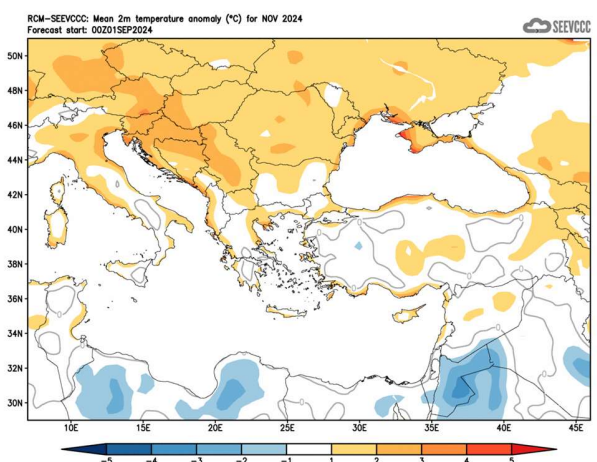 RCM-SEEVCCC: Mean 2m temperature anomaly (°C) for NOV 2024
Forecast start: 00Z01SEP2024
SEEVCCC
50N
48N
46N
44N
42N
40N
38N
36N
34N
32N
30N
10E 15E 20E 25E 30E 35E 40E 45E
-5 -4 -3 -2 -1 1 2 3 4 5